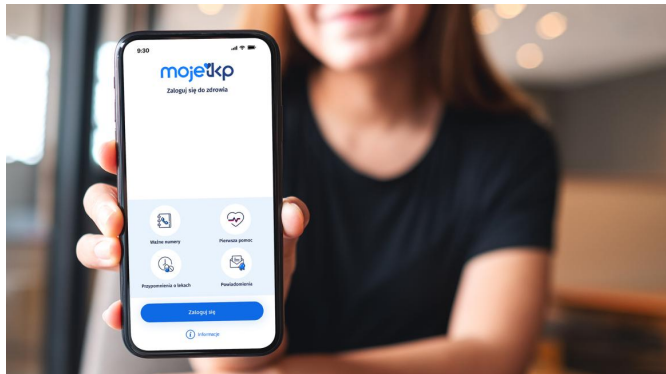 9:30
mojeikp
Zaloguj się do zdrowia
Ważne numery
Pierwsza pomoc
Przypomnienia o lekach
Powiadomienia
Zaloguj się
i Informacje